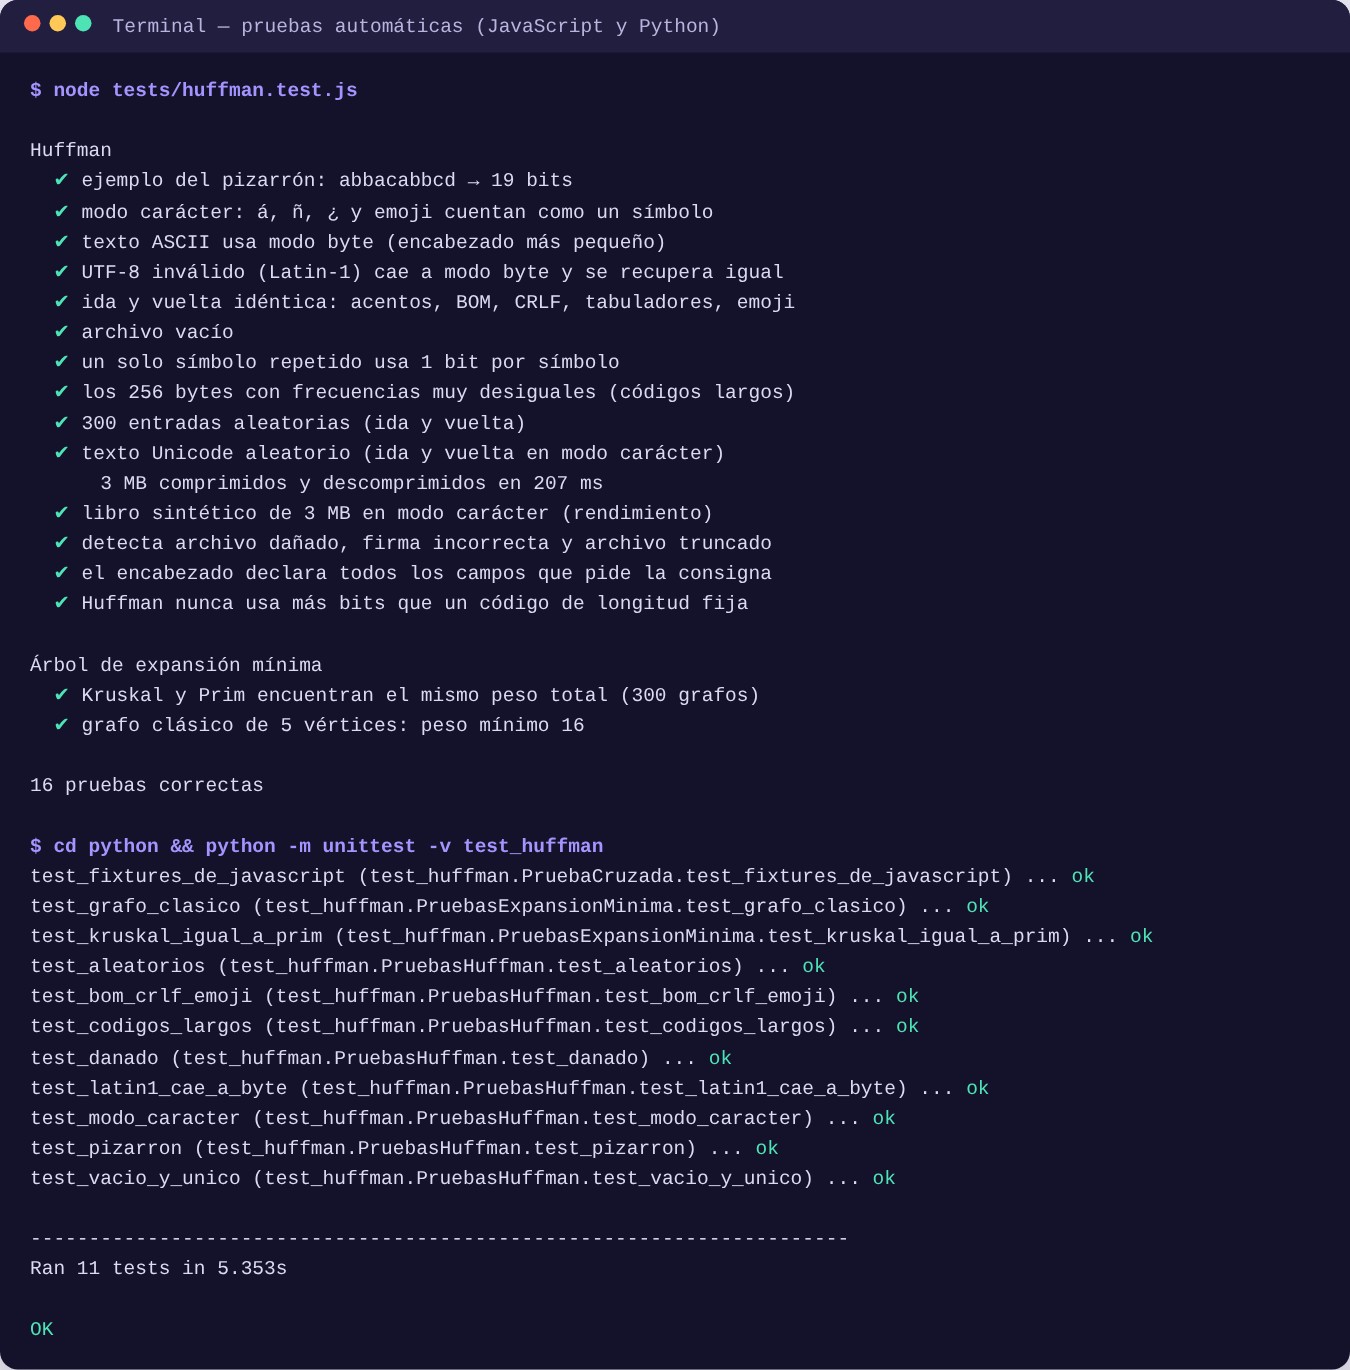 Terminal — pruebas automáticas (JavaScript y Python)
$ node tests/huffman.test.js
Huffman
✔ ejemplo del pizarrón: abbacabbcd → 19 bits
✔ modo carácter: á, ñ, ¿ y emoji cuentan como un símbolo
✔ texto ASCII usa modo byte (encabezado más pequeño)
✔ UTF-8 inválido (Latin-1) cae a modo byte y se recupera igual
✔ ida y vuelta idéntica: acentos, BOM, CRLF, tabuladores, emoji
✔ archivo vacío
✔ un solo símbolo repetido usa 1 bit por símbolo
✔ los 256 bytes con frecuencias muy desiguales (códigos largos)
✔ 300 entradas aleatorias (ida y vuelta)
✔ texto Unicode aleatorio (ida y vuelta en modo carácter)
3 MB comprimidos y descomprimidos en 207 ms
✔ libro sintético de 3 MB en modo carácter (rendimiento)
✔ detecta archivo dañado, firma incorrecta y archivo truncado
✔ el encabezado declara todos los campos que pide la consigna
✔ Huffman nunca usa más bits que un código de longitud fija
Árbol de expansión mínima
✔ Kruskal y Prim encuentran el mismo peso total (300 grafos)
✔ grafo clásico de 5 vértices: peso mínimo 16
16 pruebas correctas
$ cd python && python -m unittest -v test_huffman
test_fixtures_de_javascript (test_huffman.PruebaCruzada.test_fixtures_de_javascript) ... ok
test_grafo_clasico (test_huffman.PruebasExpansionMinima.test_grafo_clasico) ... ok
test_kruskal_igual_a_prim (test_huffman.PruebasExpansionMinima.test_kruskal_igual_a_prim) ... ok
test_aleatorios (test_huffman.PruebasHuffman.test_aleatorios) ... ok
test_bom_crlf_emoji (test_huffman.PruebasHuffman.test_bom_crlf_emoji) ... ok
test_codigos_largos (test_huffman.PruebasHuffman.test_codigos_largos) ... ok
test_danado (test_huffman.PruebasHuffman.test_danado) ... ok
test_latin1_cae_a_byte (test_huffman.PruebasHuffman.test_latin1_cae_a_byte) ... ok
test_modo_caracter (test_huffman.PruebasHuffman.test_modo_caracter) ... ok
test_pizarron (test_huffman.PruebasHuffman.test_pizarron) ... ok
test_vacio_y_unico (test_huffman.PruebasHuffman.test_vacio_y_unico) ... ok
----------------------------------------------------------------------
Ran 11 tests in 5.353s
OK